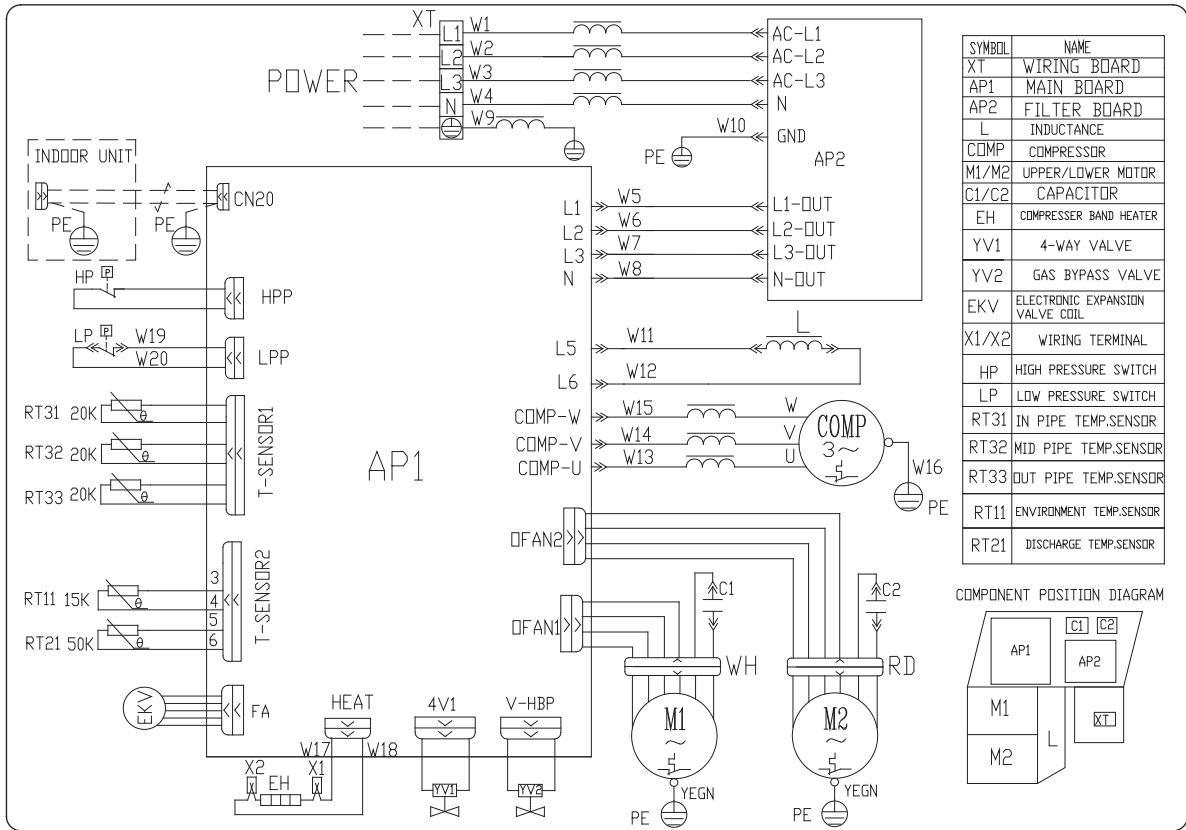 XT
POWER
L1 W1 AC-L1
L2 W2 AC-L2
L3 W3 AC-L3
N W4 N
W9
PE W10 GND
AP2
INDOOR UNIT
PE
PE
CN20
L1 W5 L1-OUT
L2 W6 L2-OUT
L3 W7 L3-OUT
N W8 N-OUT
HP P
HPP
LP P W19
W20
LPP
L
L5 W11
L6 W12
RT31 20K θ
RT32 20K θ
RT33 20K θ
T-SENSOR1
AP1
COMP-W W15 W
COMP-V W14 V
COMP-U W13 U
COMP
3~
W16
PE
RT11 15K θ
RT21 50K θ
3
4
5
6
T-SENSOR2
OFAN2
OFAN1
C1
C2
WH
RD
EKV
FA
HEAT
4V1
V-HBP
W17
W18
X2
EH
X1
YV1
YV2
M1
~
YEGN
PE
M2
~
YEGN
PE
SYMBOL NAME
XT WIRING BOARD
AP1 MAIN BOARD
AP2 FILTER BOARD
L INDUCTANCE
COMP COMPRESSOR
M1/M2 UPPER/LOWER MOTOR
C1/C2 CAPACITOR
EH COMPRESSER BAND HEATER
YV1 4-WAY VALVE
YV2 GAS BYPASS VALVE
EKV ELECTRONIC EXPANSION
VALVE COIL
X1/X2 WIRING TERMINAL
HP HIGH PRESSURE SWITCH
LP LOW PRESSURE SWITCH
RT31 IN PIPE TEMP.SENSOR
RT32 MID PIPE TEMP.SENSOR
RT33 OUT PIPE TEMP.SENSOR
RT11 ENVIRONMENT TEMP.SENSOR
RT21 DISCHARGE TEMP.SENSOR
COMPONENT POSITION DIAGRAM
C1 C2
AP1
AP2
M1
XT
L
M2